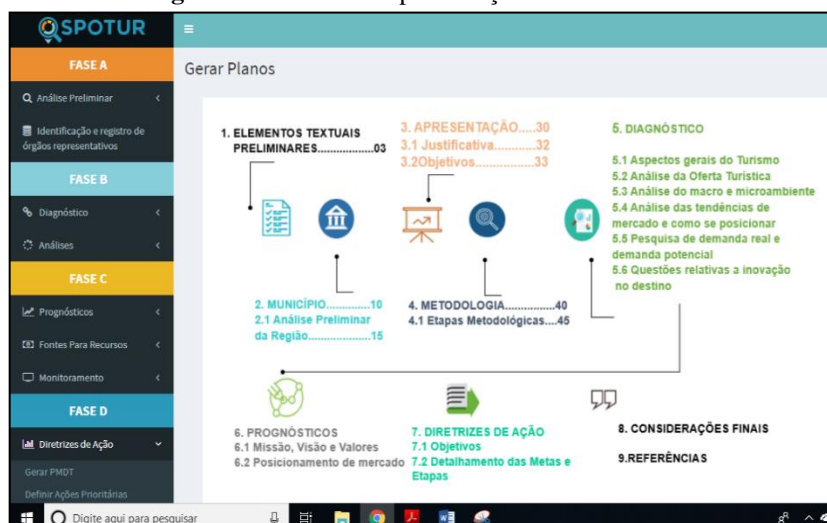 SPOTUR
FASE A
Análise Preliminar
Identificação e registro de
órgãos representativos
FASE B
Diagnóstico
Análises
FASE C
Prognósticos
Fontes Para Recursos
Monitoramento
FASE D
Diretrizes de Ação
Gerar PMDT
Definir Ações Prioritárias
Gerar Planos
1. ELEMENTOS TEXTUAIS
PRELIMINARES..................03
3. APRESENTAÇÃO.....30
3.1 Justificativa...........32
3.2Objetivos...............33
5. DIAGNÓSTICO
5.1 Aspectos gerais do Turismo
5.2 Análise da Oferta Turística
5.3 Análise do macro e microambiente
5.4 Análise das tendências de
mercado e como se posicionar
5.5 Pesquisa de demanda real e
demanda potencial
5.6 Questões relativas a inovação
no destino
2. MUNICÍPIO...............10
2.1 Análise Preliminar
da Região....................15
4. METODOLOGIA.............40
4.1 Etapas Metodológicas....45
6. PROGNÓSTICOS
6.1 Missão, Visão e Valores
6.2 Posicionamento de mercado
7. DIRETRIZES DE AÇÃO
7.1 Objetivos
7.2 Detalhamento das Metas e
Etapas
8. CONSIDERAÇÕES FINAIS
9.REFERÊNCIAS
Digite aqui para pesquisar